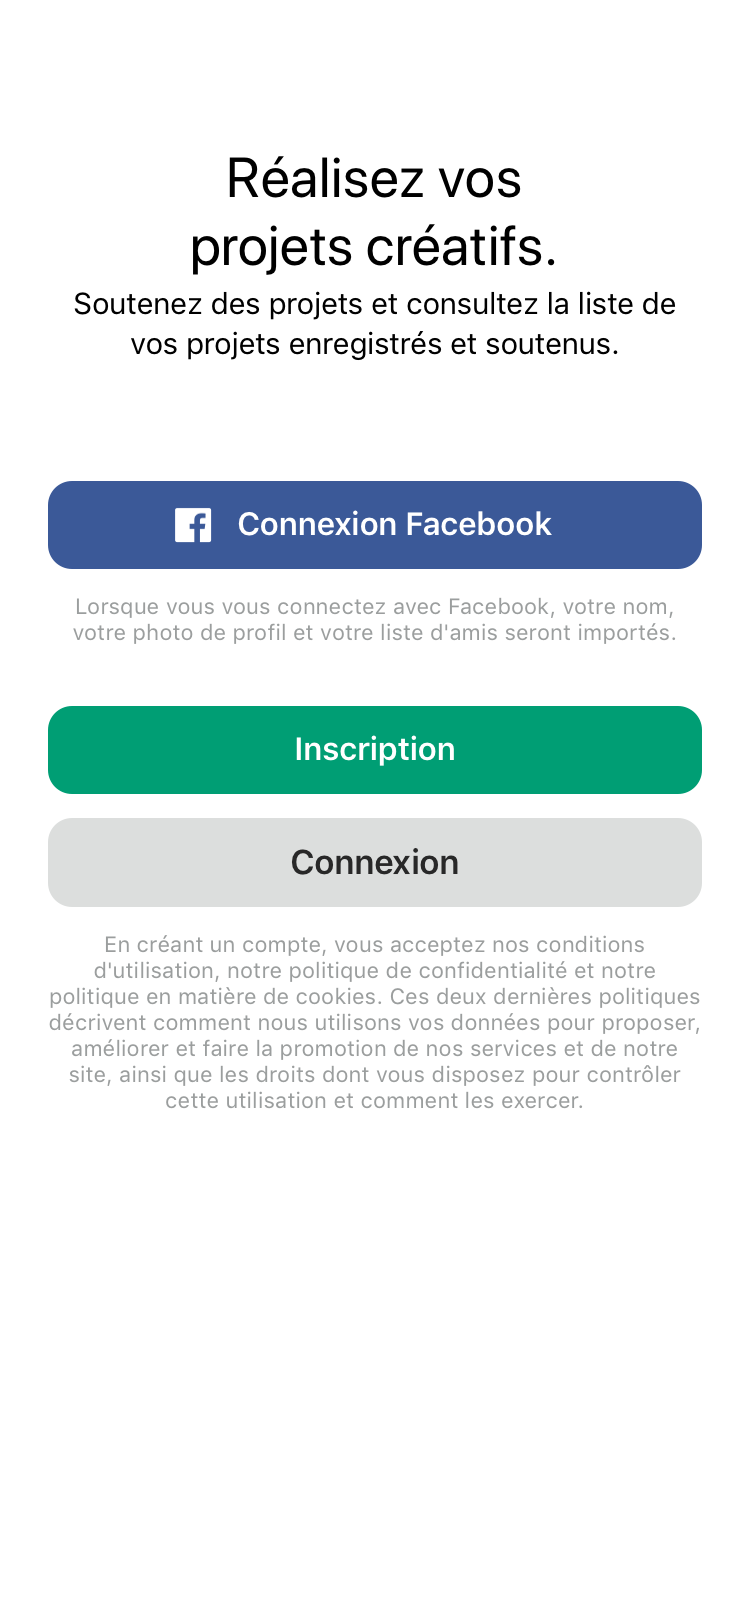 Réalisez vos
projets créatifs.
Soutenez des projets et consultez la liste de
vos projets enregistrés et soutenus.
Connexion Facebook
Lorsque vous vous connectez avec Facebook, votre nom,
votre photo de profil et votre liste d'amis seront importés.
Inscription
Connexion
En créant un compte, vous acceptez nos conditions
d'utilisation, notre politique de confidentialité et notre
politique en matière de cookies. Ces deux dernières politiques
décrivent comment nous utilisons vos données pour proposer,
améliorer et faire la promotion de nos services et de notre
site, ainsi que les droits dont vous disposez pour contrôler
cette utilisation et comment les exercer.